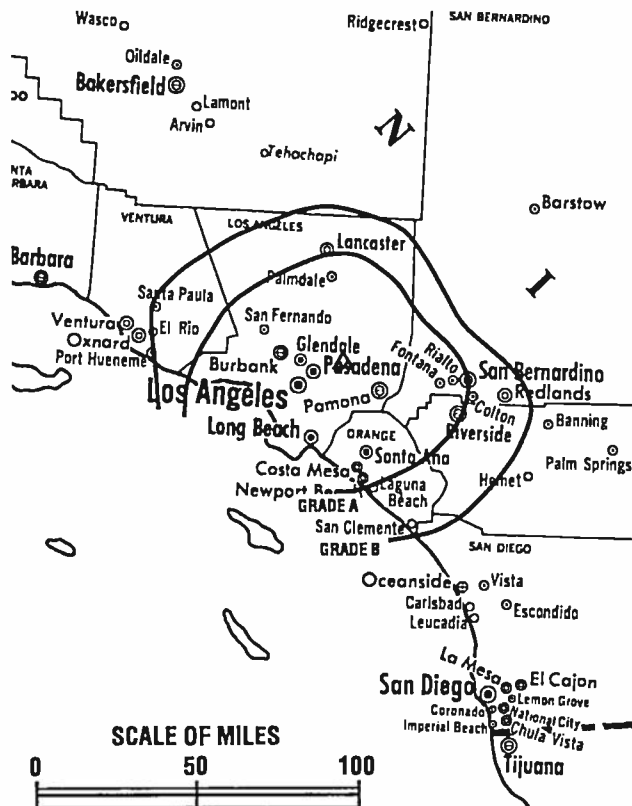 Wasco
Ridgecrest
SAN BERNARDINO
Oildale
Bakersfield
Lamont
Arvin
N
Tehachapi
NTA
RBARA
VENTURA
LOS ANGELES
Barstow
Lancaster
Barbara
I
Palmdale
Santa Paula
San Fernando
Ventura
El Rio
Oxnard
Port Hueneme
Glendale
Burbank
Pasadena
Rialto
Fontana
San Bernardino
Redlands
Los Angeles
Pamona
Colton
Riverside
Banning
Long Beach
ORANGE
Santa Ana
Palm Springs
Costa Mesa
Newport
Laguna
Beach
Hemet
GRADE A
San Clemente
GRADE B
SAN DIEGO
Oceanside
Vista
Carlsbad
Escondido
Leucadia
La Mesa
El Cajon
San Diego
Lemon Grove
Coronado
National City
Imperial Beach
Chula Vista
Tijuana
SCALE OF MILES
0 50 100